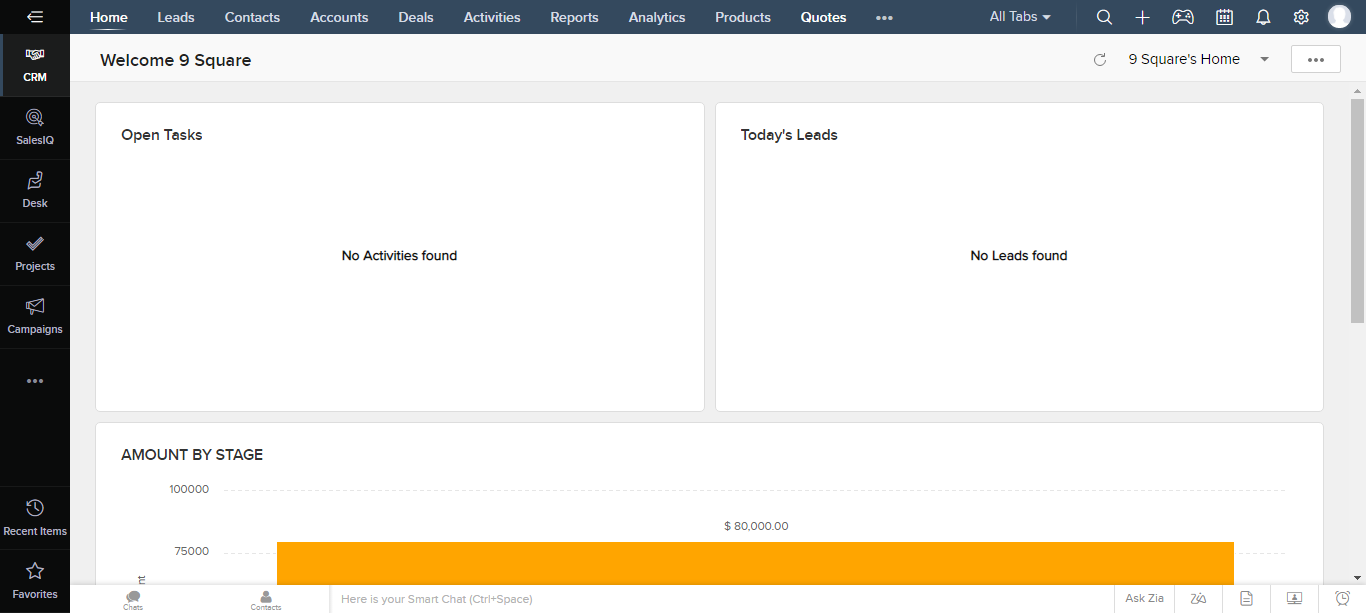 Home Leads Contacts Accounts Deals Activities Reports Analytics Products Quotes ••• All Tabs
CRM
SalesIQ
Desk
Projects
Campaigns
•••
Recent Items
Favorites
Welcome 9 Square
9 Square's Home
•••
Open Tasks
No Activities found
Today's Leads
No Leads found
AMOUNT BY STAGE
100000
$ 80,000.00
75000
Chats
Contacts
Here is your Smart Chat (Ctrl+Space)
Ask Zia